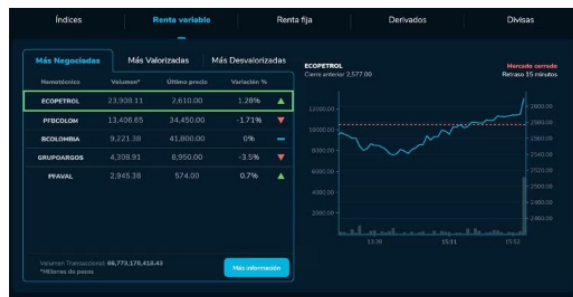 Índices Renta variable Renta fija Derivados Divisas
Más Negociadas Más Valorizadas Más Desvalorizadas
Nemotécnico Volumen* Último precio Variación %
ECOPETROL 23,908.11 2,610.00 1.28%
PFBCOLOM 13,406.65 34,450.00 -1.71%
BCOLOMBIA 9,221.38 41,800.00 0%
GRUPOARGOS 4,308.91 8,950.00 -3.5%
PFAVAL 2,945.38 574.00 0.7%
Volumen Transaccional: 66,773,178,418.43
*Millones de pesos
Más información
ECOPETROL Mercado cerrado
Cierre anterior 2,577.00 Retraso 15 minutos
12000.00
10000.00
8000.00
6000.00
4000.00
2000.00
2600.00
2580.00
2560.00
2540.00
2520.00
2500.00
2480.00
2460.00
13:30 15:51 15:52